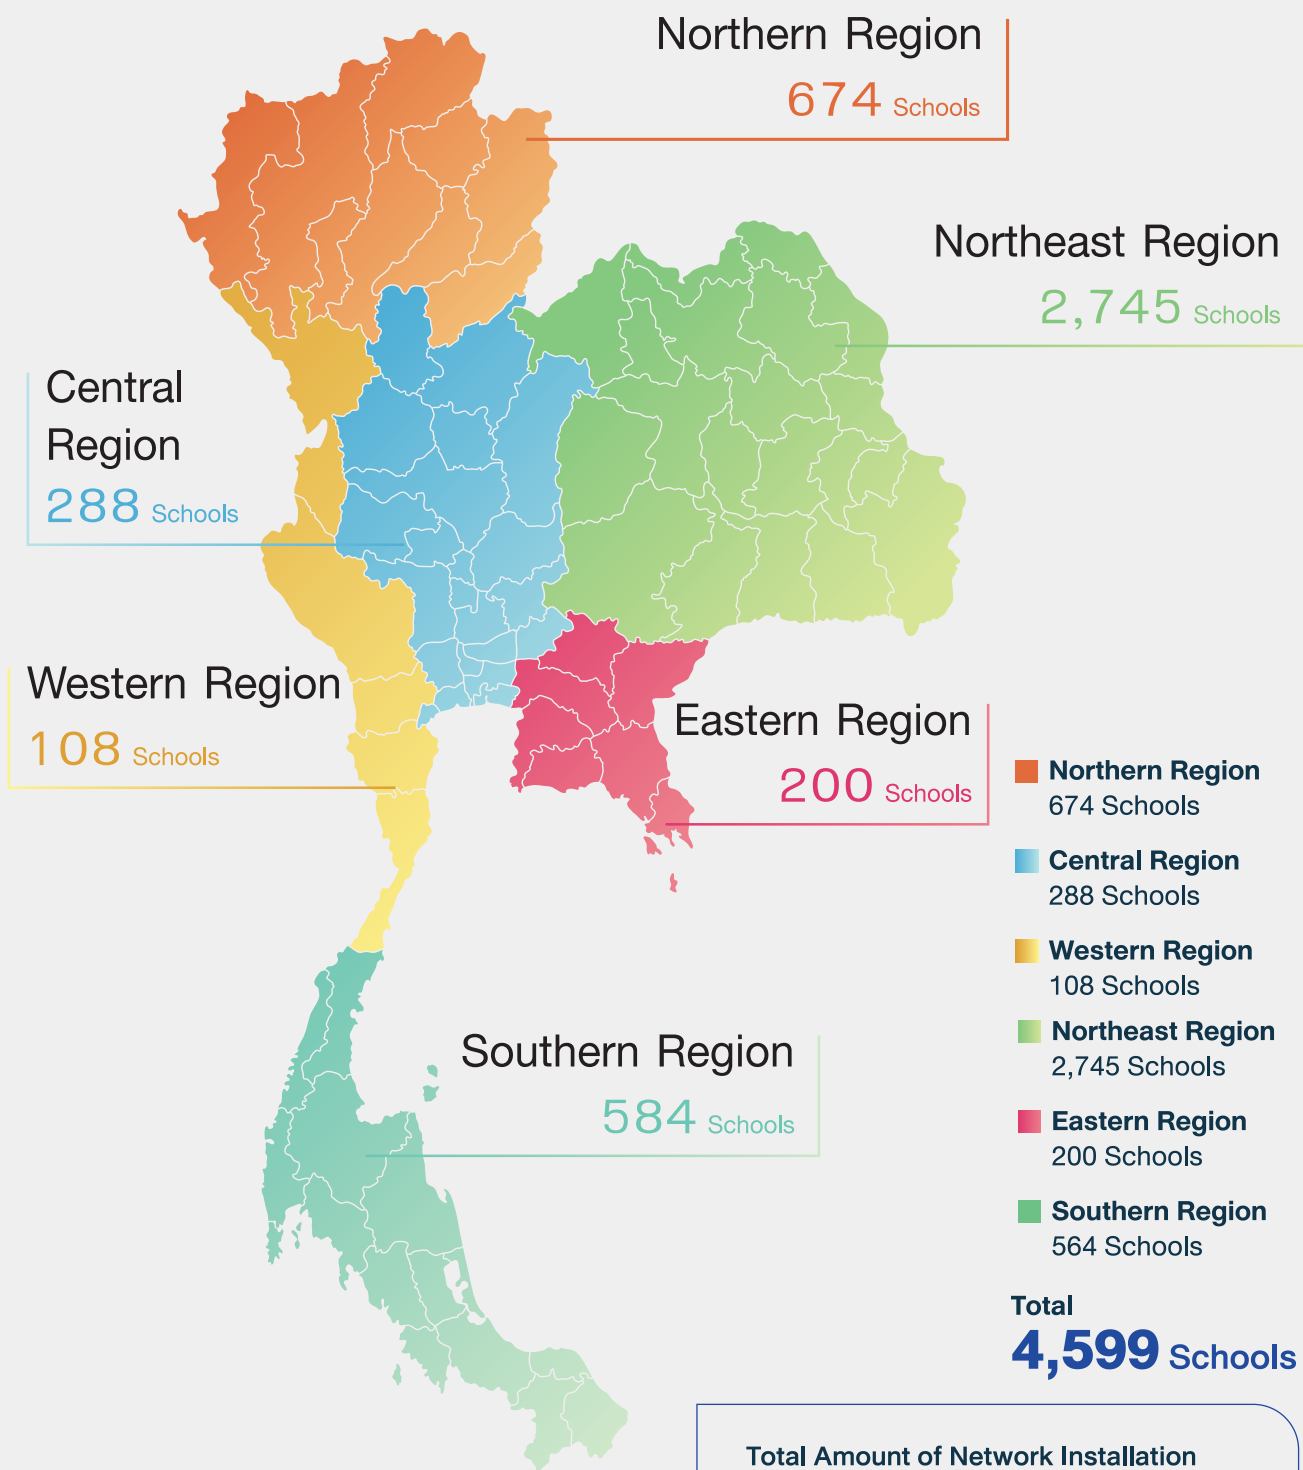 Northern Region
674 Schools
Northeast Region
2,745 Schools
Central
Region
288 Schools
Western Region
108 Schools
Eastern Region
200 Schools
Southern Region
584 Schools
Northern Region
674 Schools
Central Region
288 Schools
Western Region
108 Schools
Northeast Region
2,745 Schools
Eastern Region
200 Schools
Southern Region
564 Schools
Total
4,599 Schools
Total Amount of Network Installation